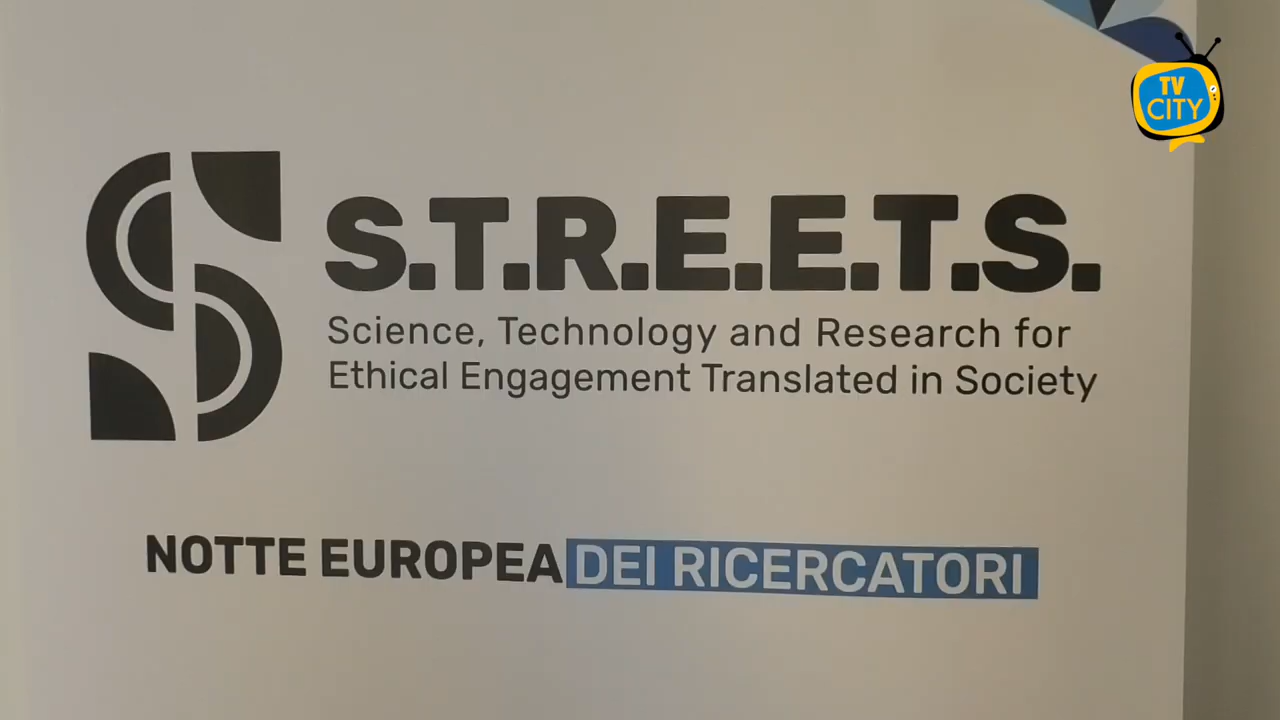 TV
CITY
S.T.R.E.E.T.S.
Science, Technology and Research for
Ethical Engagement Translated in Society
NOTTE EUROPEA DEI RICERCATORI